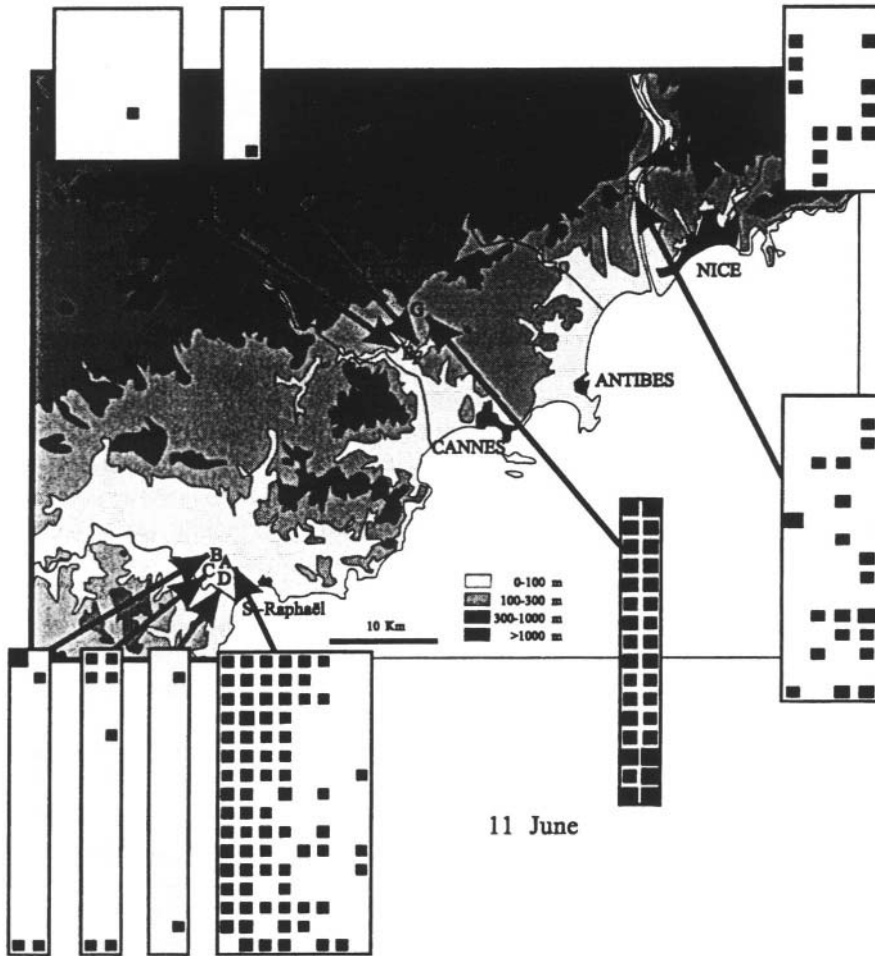 G
NICE
ANTIBES
CANNES
B
A
C
D
St-Raphaël
0-100 m
100-300 m
300-1000 m
>1000 m
10 Km
11 June